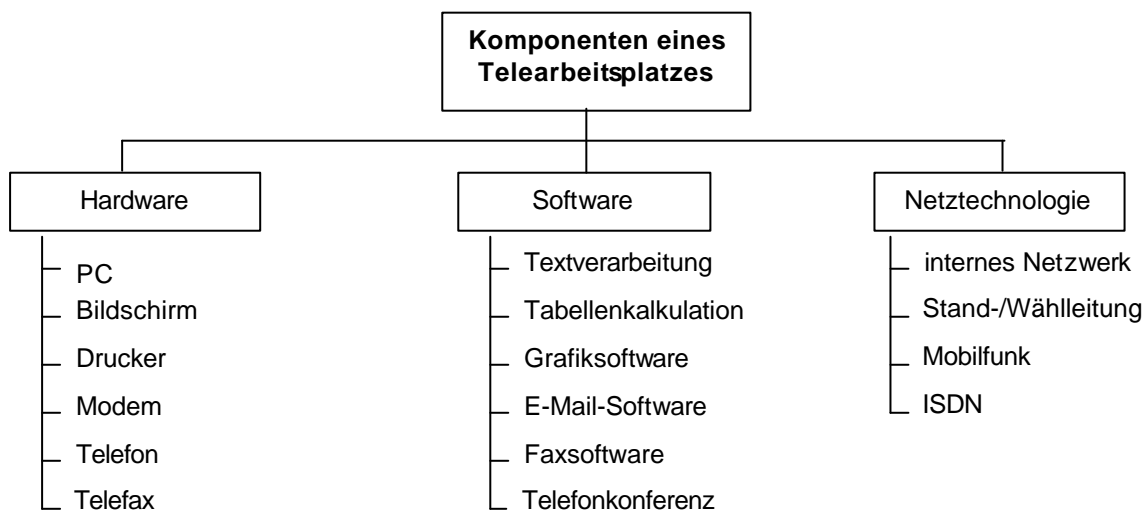 Komponenten eines
Telearbeitsplatzes
Hardware
PC
Bildschirm
Drucker
Modem
Telefon
Telefax
Software
Textverarbeitung
Tabellenkalkulation
Grafiksoftware
E-Mail-Software
Faxsoftware
Telefonkonferenz
Netztechnologie
internes Netzwerk
Stand-/Wählleitung
Mobilfunk
ISDN